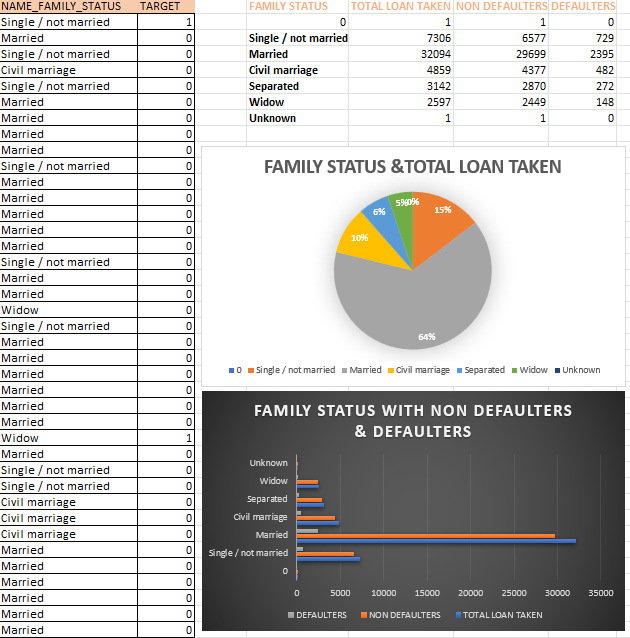 NAME_FAMILY_STATUS TARGET
Single / not married 1
Married 0
Single / not married 0
Civil marriage 0
Single / not married 0
Married 0
Married 0
Married 0
Married 0
Single / not married 0
Married 0
Married 0
Married 0
Married 0
Married 0
Single / not married 0
Married 0
Married 0
Widow 0
Single / not married 0
Married 0
Married 0
Married 0
Married 0
Married 0
Married 0
Widow 1
Married 0
Single / not married 0
Single / not married 0
Civil marriage 0
Civil marriage 0
Civil marriage 0
Married 0
Married 0
Married 0
Married 0
Married 0
Married 0
FAMILY STATUS TOTAL LOAN TAKEN NON DEFAULTERS DEFAULTERS
0 1 1 0
Single / not married 7306 6577 729
Married 32094 29699 2395
Civil marriage 4859 4377 482
Separated 3142 2870 272
Widow 2597 2449 148
Unknown 1 1 0
FAMILY STATUS &TOTAL LOAN TAKEN
5% 0%
6% 15%
10%
64%
0 Single / not married Married Civil marriage Separated Widow Unknown
FAMILY STATUS WITH NON DEFAULTERS
& DEFAULTERS
Unknown
Widow
Separated
Civil marriage
Married
Single / not married
0
0 5000 10000 15000 20000 25000 30000 35000
DEFAULTERS NON DEFAULTERS TOTAL LOAN TAKEN